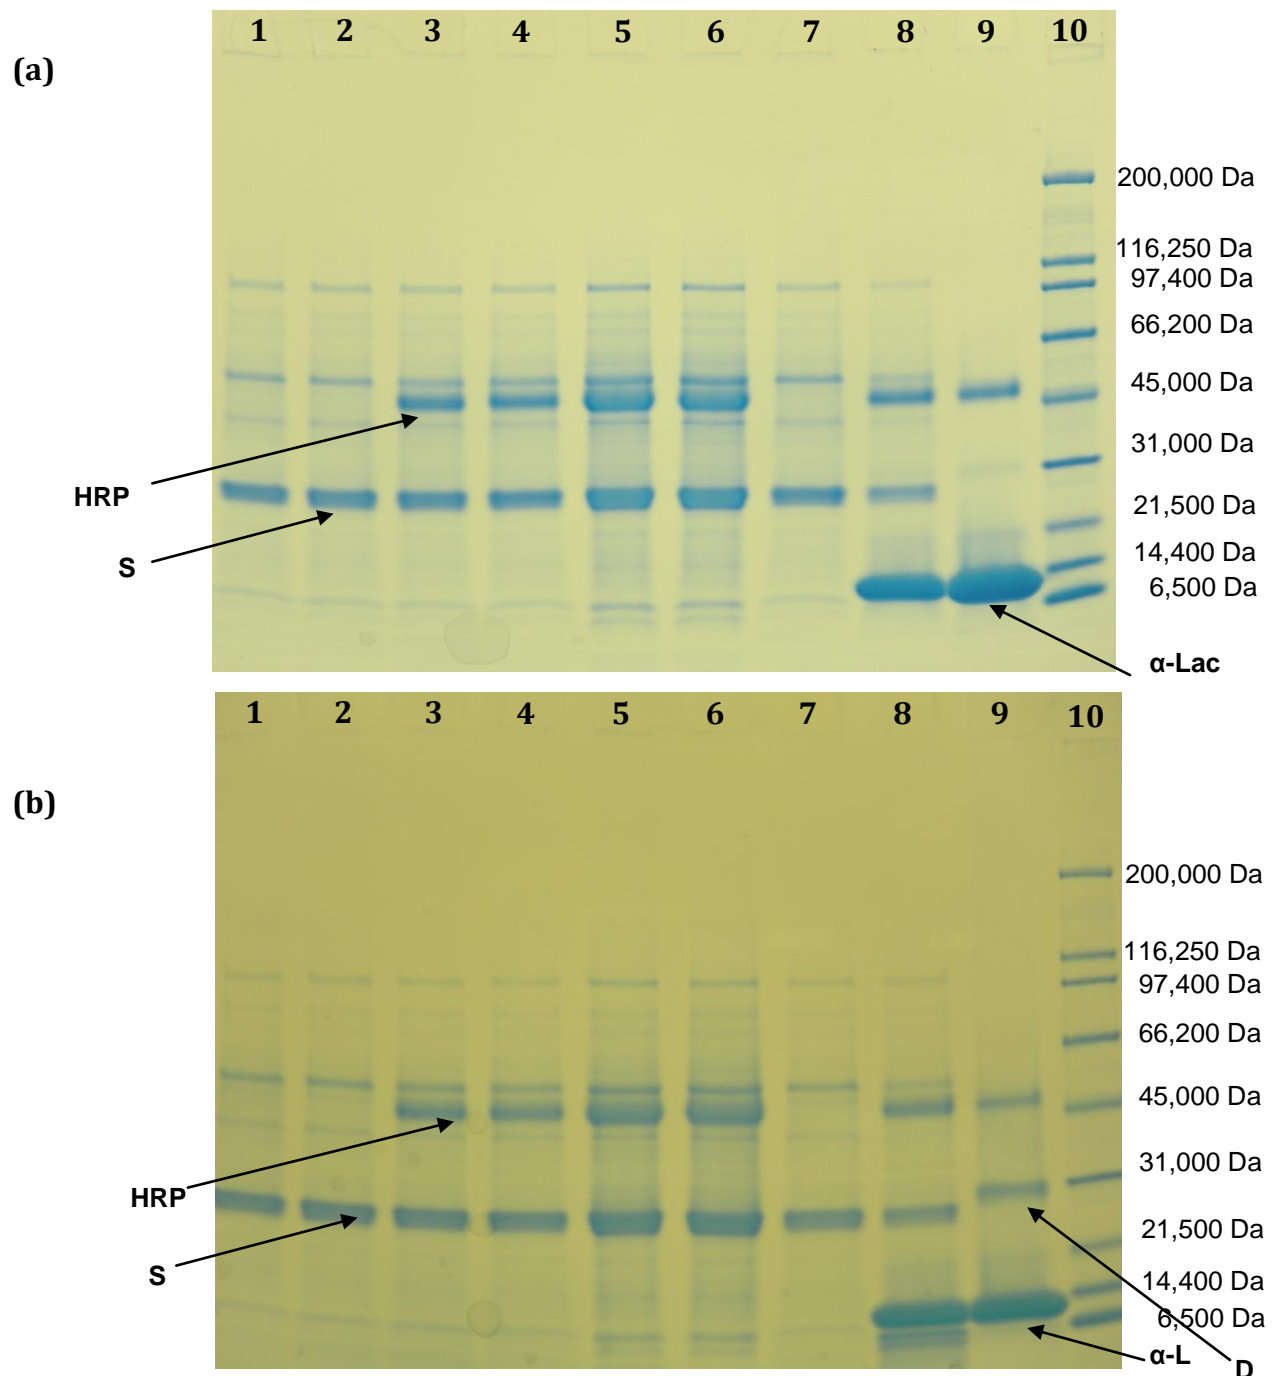 (a)
1 2 3 4 5 6 7 8 9 10
200,000 Da
116,250 Da
97,400 Da
66,200 Da
45,000 Da
31,000 Da
HRP
21,500 Da
S
14,400 Da
6,500 Da
α-Lac
1 2 3 4 5 6 7 8 9 10
(b)
200,000 Da
116,250 Da
97,400 Da
66,200 Da
45,000 Da
31,000 Da
HRP
21,500 Da
S
14,400 Da
6,500 Da
α-L
D